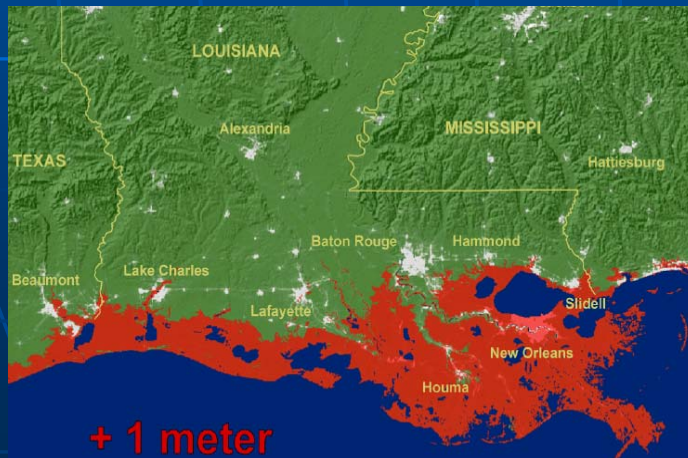 LOUISIANA
Alexandria
MISSISSIPPI
TEXAS
Hattiesburg
Baton Rouge
Hammond
Beaumont
Lake Charles
Lafayette
Slidell
New Orleans
Houma
+ 1 meter